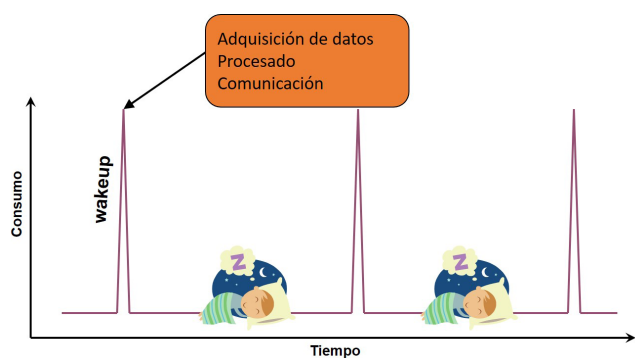 Adquisición de datos
Procesado
Comunicación
wakeup
Consumo
Z
Z
Tiempo